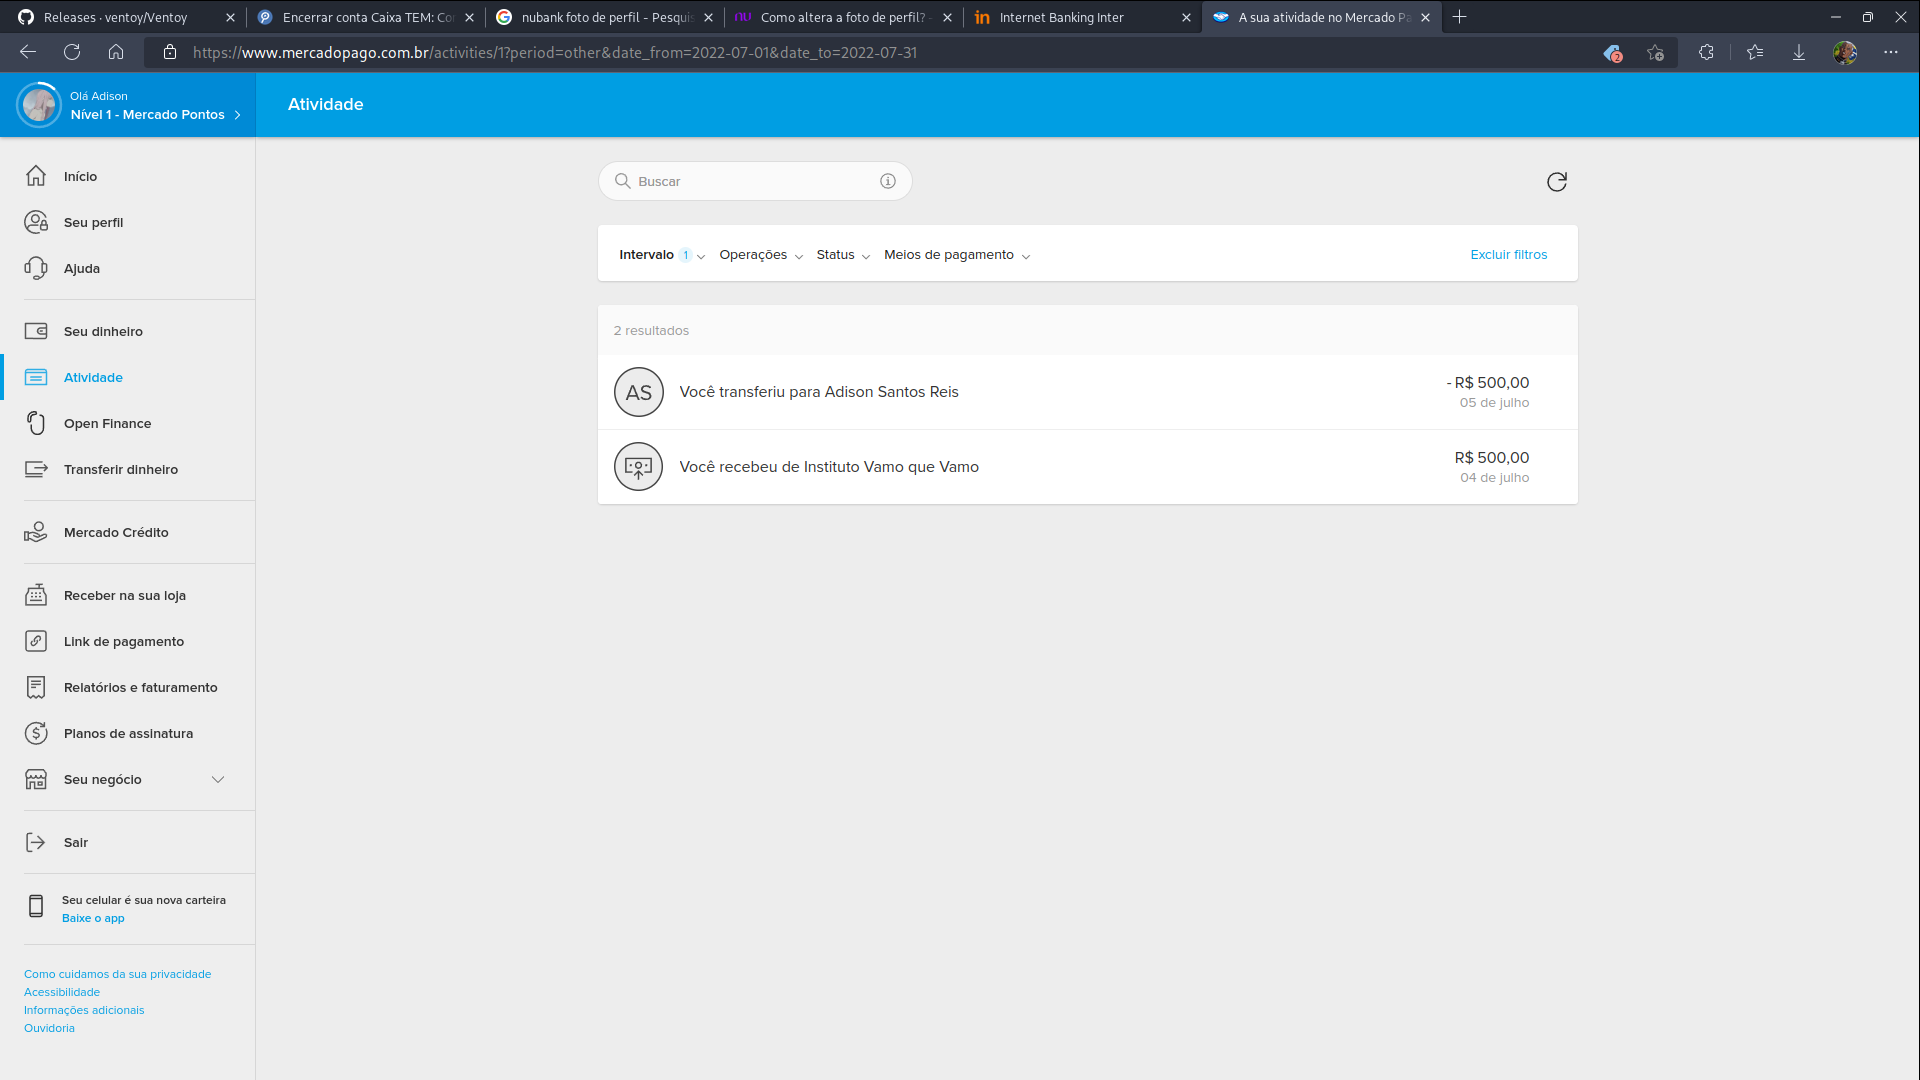 Releases · ventoy/Ventoy
Encerrar conta Caixa TEM: Co
nubank foto de perfil - Pesquis
nu
Como altera a foto de perfil? -
in
Internet Banking Inter
A sua atividade no Mercado Pa
https://www.mercadopago.com.br/activities/1?period=other&date_from=2022-07-01&date_to=2022-07-31
2
Olá Adison
Nível 1 - Mercado Pontos
Atividade
Início
Seu perfil
Ajuda
Seu dinheiro
Atividade
Open Finance
Transferir dinheiro
Mercado Crédito
Receber na sua loja
Link de pagamento
Relatórios e faturamento
Planos de assinatura
Seu negócio
Sair
Seu celular é sua nova carteira
Baixe o app
Como cuidamos da sua privacidade
Acessibilidade
Informações adicionais
Ouvidoria
Buscar
Intervalo 1 Operações Status Meios de pagamento Excluir filtros
2 resultados
AS
Você transferiu para Adison Santos Reis
- R$ 500,00
05 de julho
Você recebeu de Instituto Vamo que Vamo
R$ 500,00
04 de julho